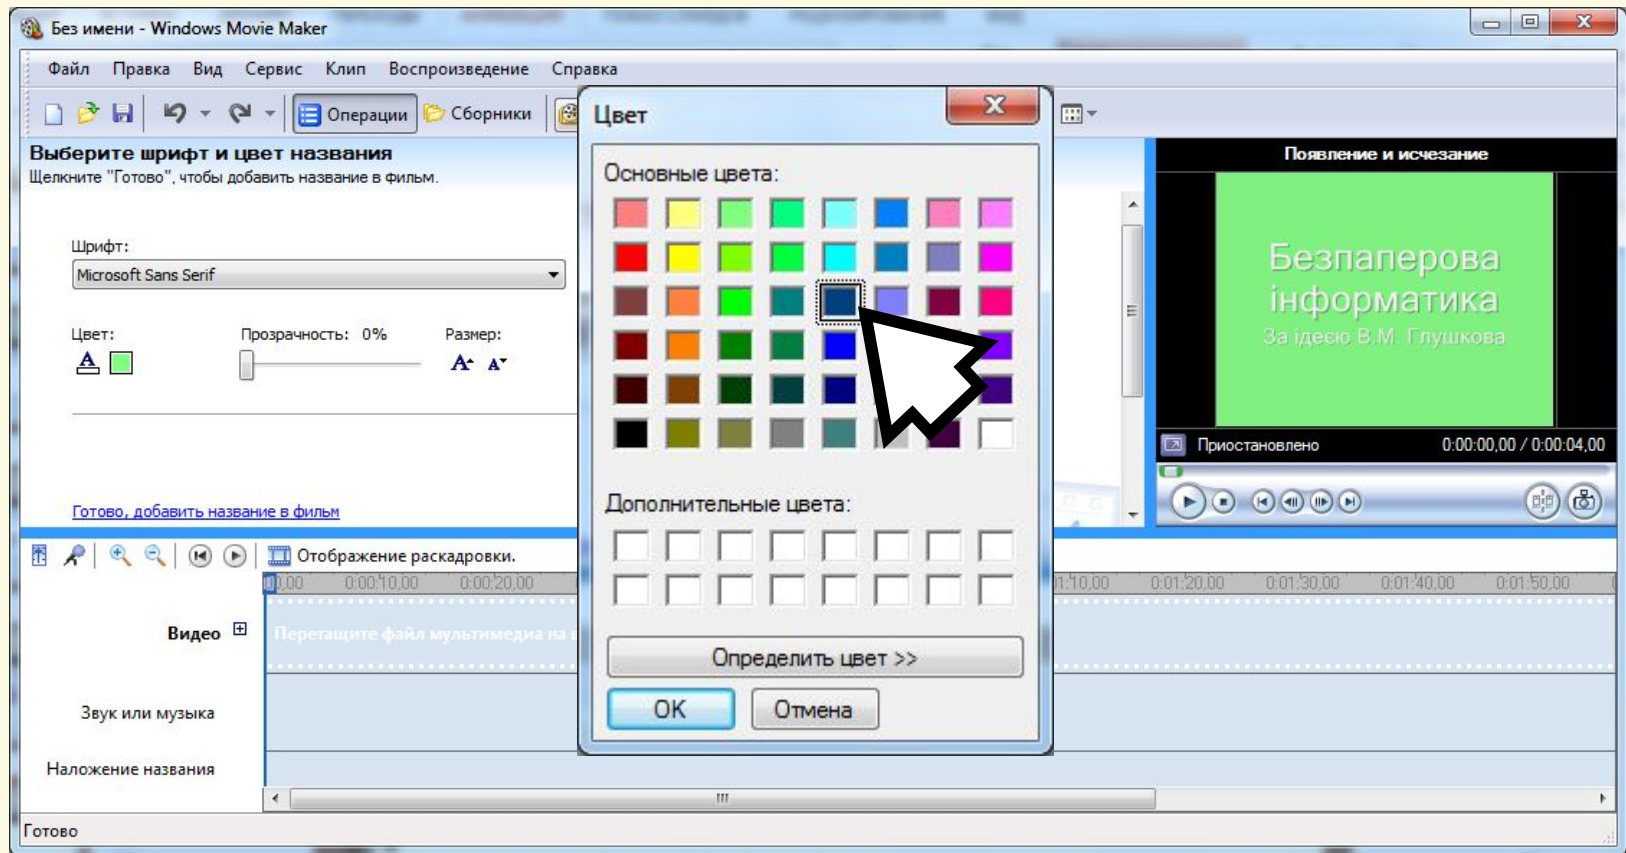 Без имени - Windows Movie Maker
Файл Правка Вид Сервис Клип Воспроизведение Справка
Операции Сборники
Выберите шрифт и цвет названия
Щелкните "Готово", чтобы добавить название в фильм.
Шрифт:
Microsoft Sans Serif
Цвет: Прозрачность: 0% Размер:
Готово, добавить название в фильм
Цвет
Основные цвета:
Дополнительные цвета:
Определить цвет >>
OK Отмена
Появление и исчезание
Безпаперова
інформатика
За ідеєю В.М. Глушкова
Приостановлено 0:00:00,00 / 0:00:04,00
Отображение раскадровки.
0:00:10,00 0:00:20,00 0:01:20,00 0:01:30,00 0:01:40,00 0:01:50,00
Видео
Перетащите файл мультимедиа на
Звук или музыка
Наложение названия
Готово